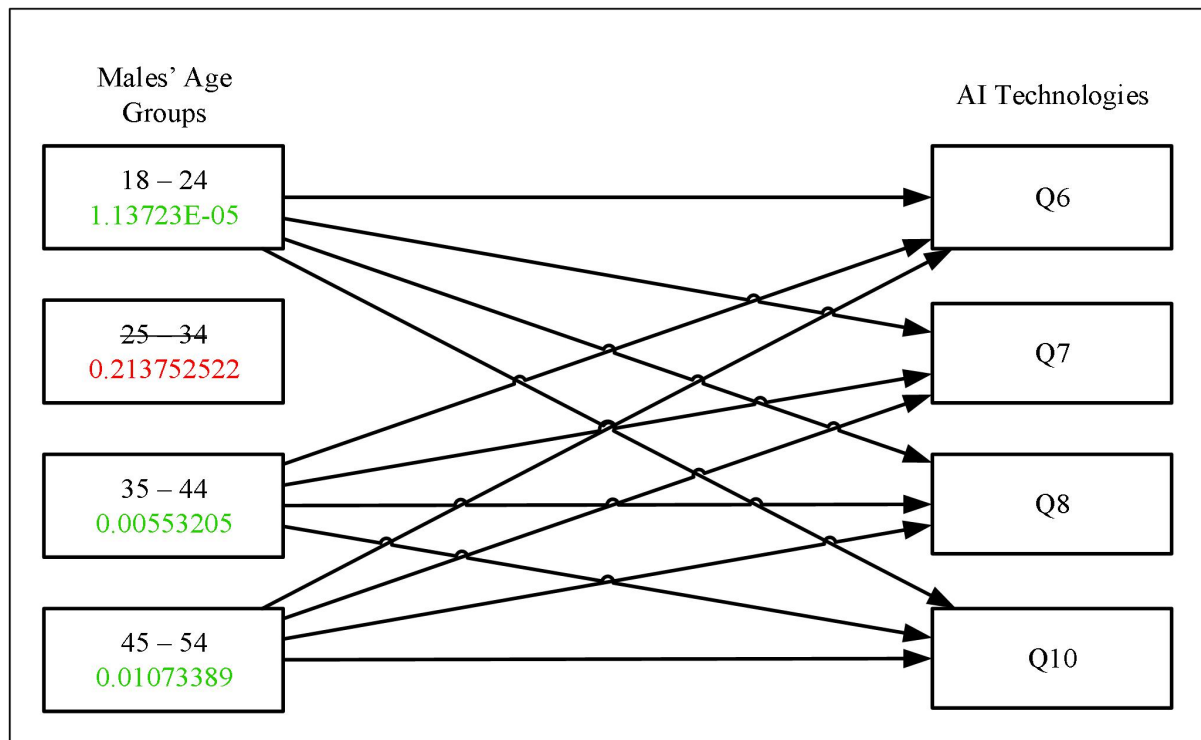 Males’ Age
Groups
18 – 24
1.13723E-05
25 – 34
0.213752522
35 – 44
0.00553205
45 – 54
0.01073389
AI Technologies
Q6
Q7
Q8
Q10